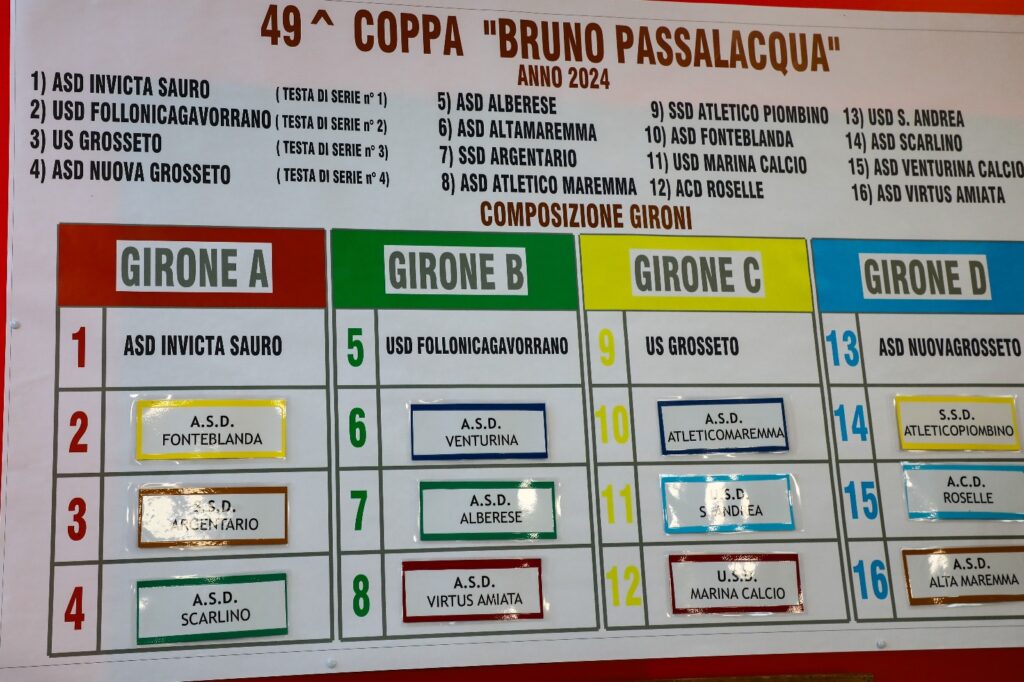 49^ COPPA "BRUNO PASSALACQUA"
ANNO 2024
1) ASD INVICTA SAURO (TESTA DI SERIE n° 1)
2) USD FOLLONICAGAVORRANO (TESTA DI SERIE n° 2)
3) US GROSSETO (TESTA DI SERIE n° 3)
4) ASD NUOVA GROSSETO (TESTA DI SERIE n° 4)
5) ASD ALBERESE
6) ASD ALTAMAREMMA
7) SSD ARGENTARIO
8) ASD ATLETICO MAREMMA
9) SSD ATLETICO PIOMBINO
10) ASD FONTEBLANDA
11) USD MARINA CALCIO
12) ACD ROSELLE
13) USD S. ANDREA
14) ASD SCARLINO
15) ASD VENTURINA CALCIO
16) ASD VIRTUS AMIATA
COMPOSIZIONE GIRONI
GIRONE A
1 ASD INVICTA SAURO
2 A.S.D.
FONTEBLANDA
3 S.S.D.
ARGENTARIO
4 A.S.D.
SCARLINO
GIRONE B
5 USD FOLLONICAGAVORRANO
6 A.S.D.
VENTURINA
7 A.S.D.
ALBERESE
8 A.S.D.
VIRTUS AMIATA
GIRONE C
9 US GROSSETO
10 A.S.D.
ATLETICOMAREMMA
11 U.S.D.
S. ANDREA
12 U.S.D.
MARINA CALCIO
GIRONE D
13 ASD NUOVAGROSSETO
14 S.S.D.
ATLETICOPIOMBINO
15 A.C.D.
ROSELLE
16 A.S.D.
ALTA MAREMMA